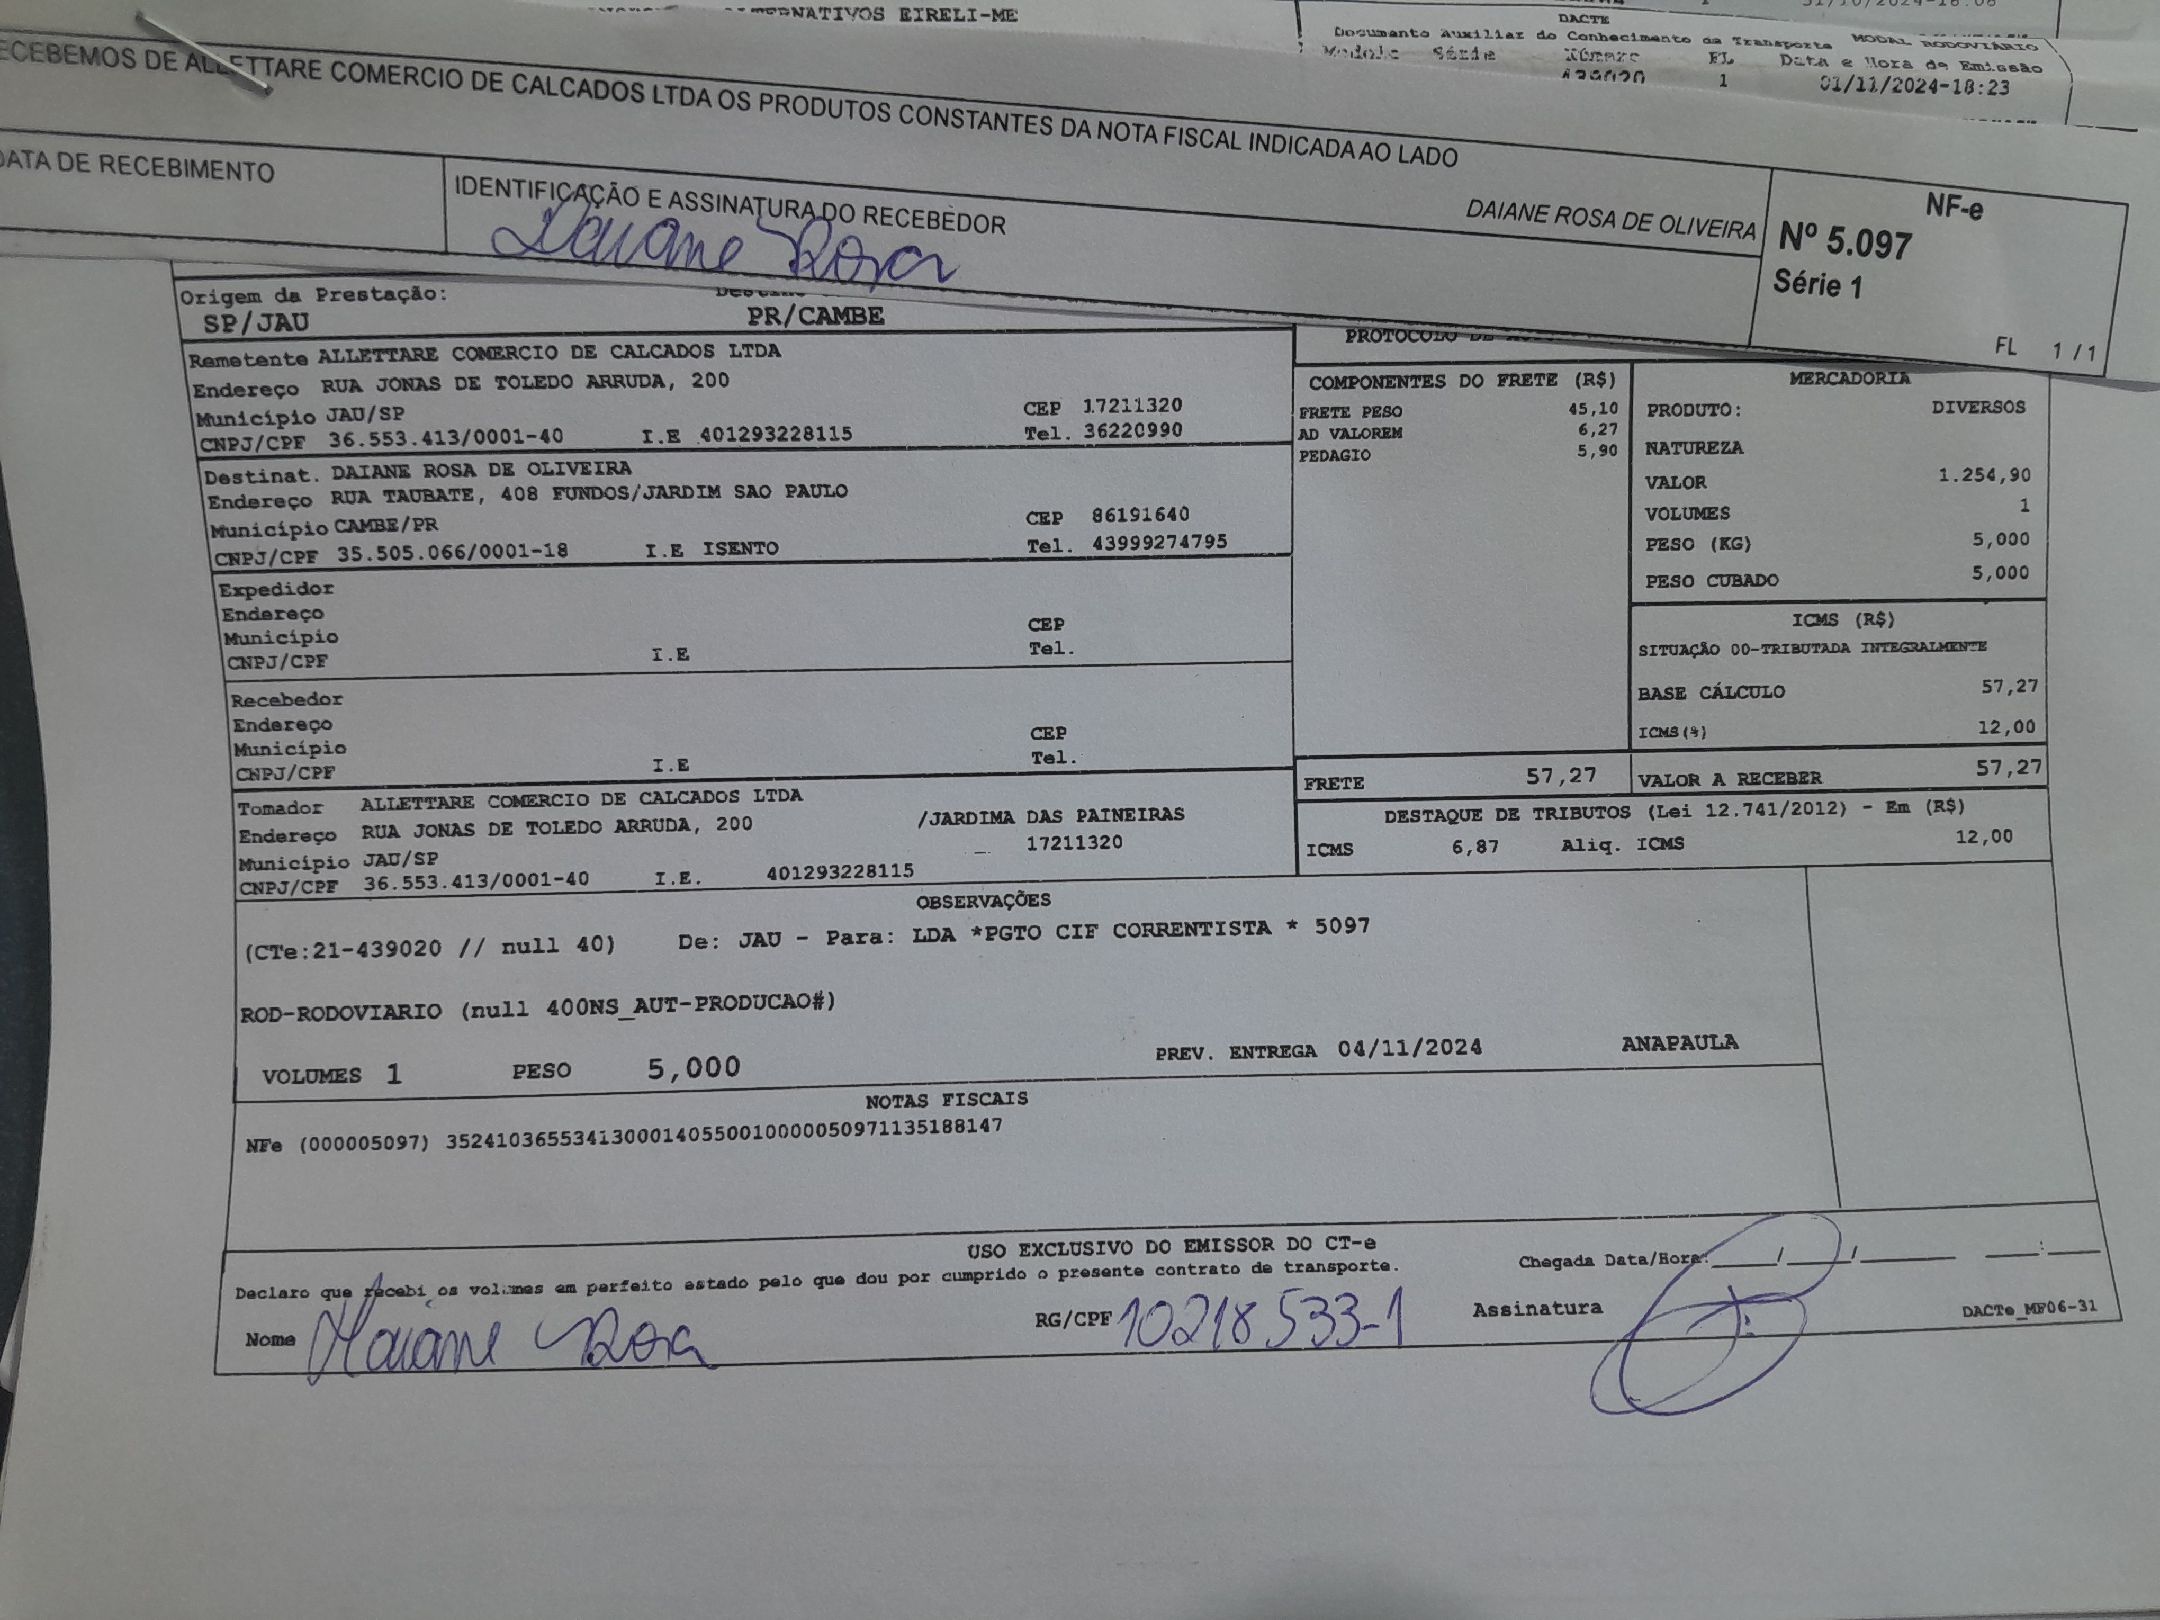 EIRELI-ME
DACTE
Documento Auxiliar do Conhecimento de Transporte MODAL RODOVIÁRIO
Série FL Data e Hora de Emissão
1 01/11/2024-18:23
ECEBEMOS DE ALLETTARE COMERCIO DE CALCADOS LTDA OS PRODUTOS CONSTANTES DA NOTA FISCAL INDICADA AO LADO
DATA DE RECEBIMENTO
IDENTIFICAÇÃO E ASSINATURA DO RECEBEDOR
DAIANE ROSA DE OLIVEIRA
Daiane Rosa
NF-e
Nº 5.097
Série 1
FL 1 / 1
Origem da Prestação:
SP/JAU PR/CAMBE
Remetente ALLETTARE COMERCIO DE CALCADOS LTDA
Endereço RUA JONAS DE TOLEDO ARRUDA, 200
Município JAU/SP CEP 17211320
CNPJ/CPF 36.553.413/0001-40 I.E 401293228115 Tel. 36220990
Destinat. DAIANE ROSA DE OLIVEIRA
Endereço RUA TAUBATE, 408 FUNDOS/JARDIM SAO PAULO
Município CAMBE/PR CEP 86191640
CNPJ/CPF 35.505.066/0001-18 I.E ISENTO Tel. 43999274795
Expedidor
Endereço
Município CEP
CNPJ/CPF I.E Tel.
Recebedor
Endereço
Município CEP
CNPJ/CPF I.E Tel.
Tomador ALLETTARE COMERCIO DE CALCADOS LTDA
Endereço RUA JONAS DE TOLEDO ARRUDA, 200 /JARDIMA DAS PAINEIRAS
Município JAU/SP 17211320
CNPJ/CPF 36.553.413/0001-40 I.E. 401293228115
PROTOCOLO DE
COMPONENTES DO FRETE (R$)
FRETE PESO 45,10
AD VALOREM 6,27
PEDAGIO 5,90
MERCADORIA
PRODUTO: DIVERSOS
NATUREZA
VALOR 1.254,90
VOLUMES 1
PESO (KG) 5,000
PESO CUBADO 5,000
ICMS (R$)
SITUAÇÃO 00-TRIBUTADA INTEGRALMENTE
BASE CÁLCULO 57,27
ICMS(%) 12,00
FRETE 57,27 VALOR A RECEBER 57,27
DESTAQUE DE TRIBUTOS (Lei 12.741/2012) - Em (R$)
ICMS 6,87 Aliq. ICMS 12,00
OBSERVAÇÕES
(CTe:21-439020 // null 40) De: JAU - Para: LDA *PGTO CIF CORRENTISTA * 5097
ROD-RODOVIARIO (null 400NS_AUT-PRODUCAO#)
VOLUMES 1 PESO 5,000 PREV. ENTREGA 04/11/2024 ANAPAULA
NOTAS FISCAIS
NFe (000005097) 35241036553413000140550010000050971135188147
USO EXCLUSIVO DO EMISSOR DO CT-e
Declaro que recebi os volumes em perfeito estado pelo que dou por cumprido o presente contrato de transporte.
Chegada Data/Hora: ____/____/______ ___:___
Nome Daiane Rosa RG/CPF 10218533-1 Assinatura
DACTe_MF06-31